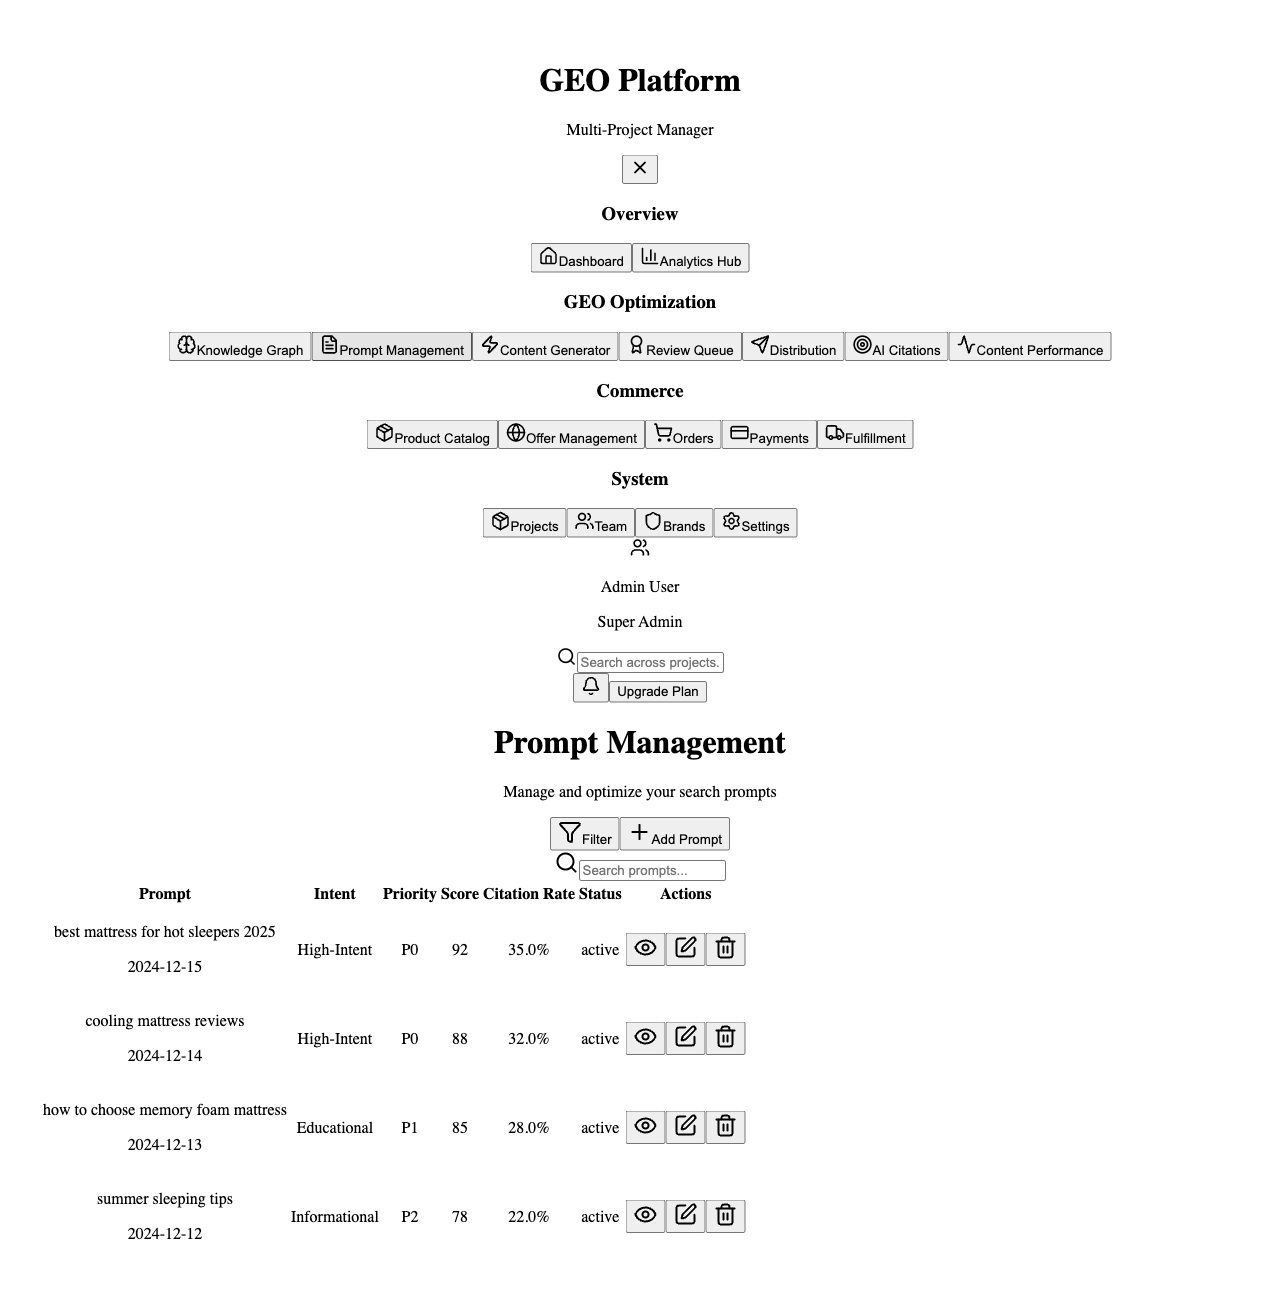 GEO Platform
Multi-Project Manager
Overview
Dashboard Analytics Hub
GEO Optimization
Knowledge Graph Prompt Management Content Generator Review Queue Distribution AI Citations Content Performance
Commerce
Product Catalog Offer Management Orders Payments Fulfillment
System
Projects Team Brands Settings
Admin User
Super Admin
Search across projects.
Upgrade Plan
Prompt Management
Manage and optimize your search prompts
Filter Add Prompt
Search prompts...
Prompt Intent Priority Score Citation Rate Status Actions
best mattress for hot sleepers 2025
2024-12-15
High-Intent P0 92 35.0% active
cooling mattress reviews
2024-12-14
High-Intent P0 88 32.0% active
how to choose memory foam mattress
2024-12-13
Educational P1 85 28.0% active
summer sleeping tips
2024-12-12
Informational P2 78 22.0% active